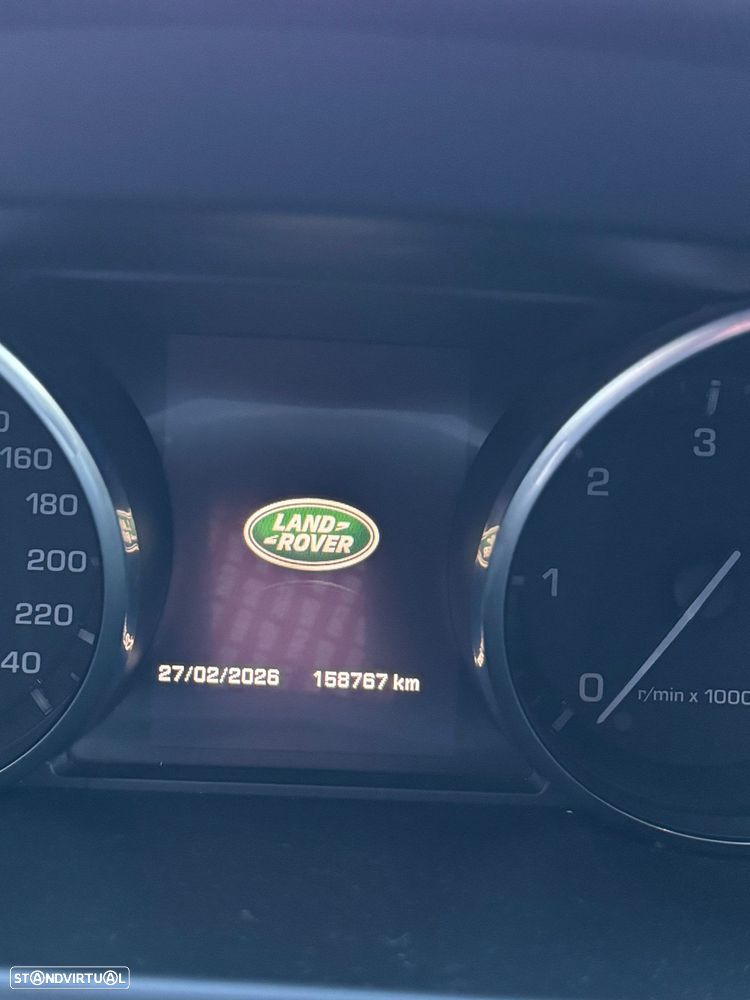 160
180
200
220
40
LAND
ROVER
27/02/2026 158767 km
3
2
1
0
r/min x 1000
STANDVIRTUAL